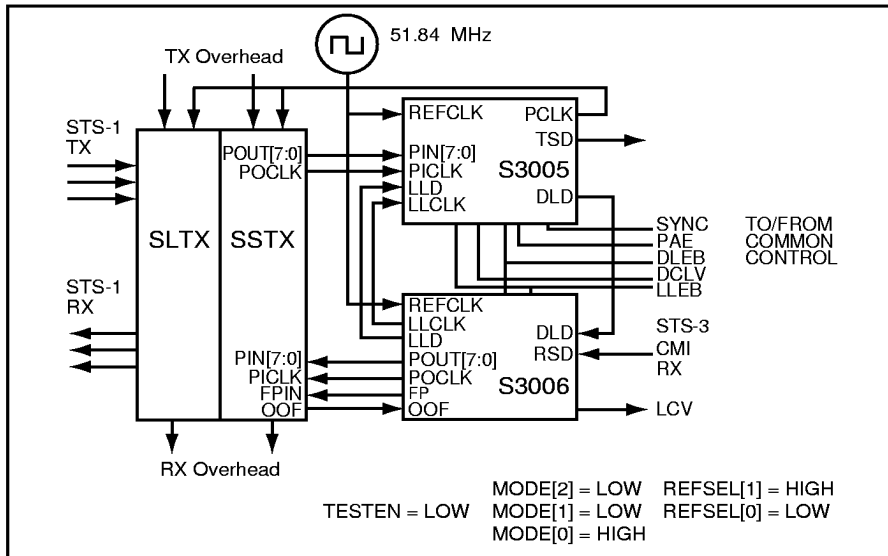 51.84 MHz
TX Overhead
STS-1
TX
REFCLK
PCLK
TSD
POUT[7:0]
POCLK
PIN[7:0]
PICLK
LLD
LLCLK
S3005
DLD
SLTX
SSTX
SYNC
PAE
DLEB
DCLV
LLEB
TO/FROM
COMMON
CONTROL
STS-1
RX
REFCLK
LLCLK
LLD
POUT[7:0]
POCLK
FP
OOF
DLD
RSD
S3006
STS-3
CMI
RX
LCV
PIN[7:0]
PICLK
FPIN
OOF
RX Overhead
TESTEN = LOW
MODE[2] = LOW
MODE[1] = LOW
MODE[0] = HIGH
REFSEL[1] = HIGH
REFSEL[0] = LOW